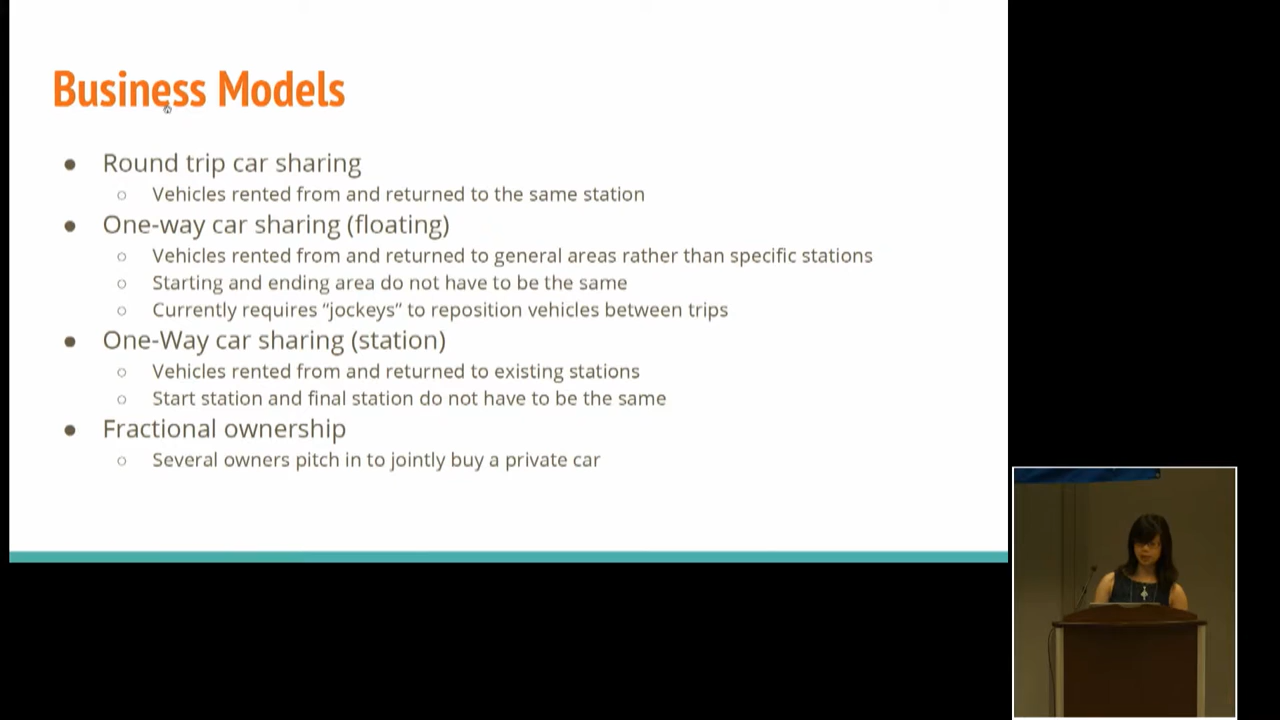 Business Models
● Round trip car sharing
○ Vehicles rented from and returned to the same station
● One-way car sharing (floating)
○ Vehicles rented from and returned to general areas rather than specific stations
○ Starting and ending area do not have to be the same
○ Currently requires “jockeys” to reposition vehicles between trips
● One-Way car sharing (station)
○ Vehicles rented from and returned to existing stations
○ Start station and final station do not have to be the same
● Fractional ownership
○ Several owners pitch in to jointly buy a private car